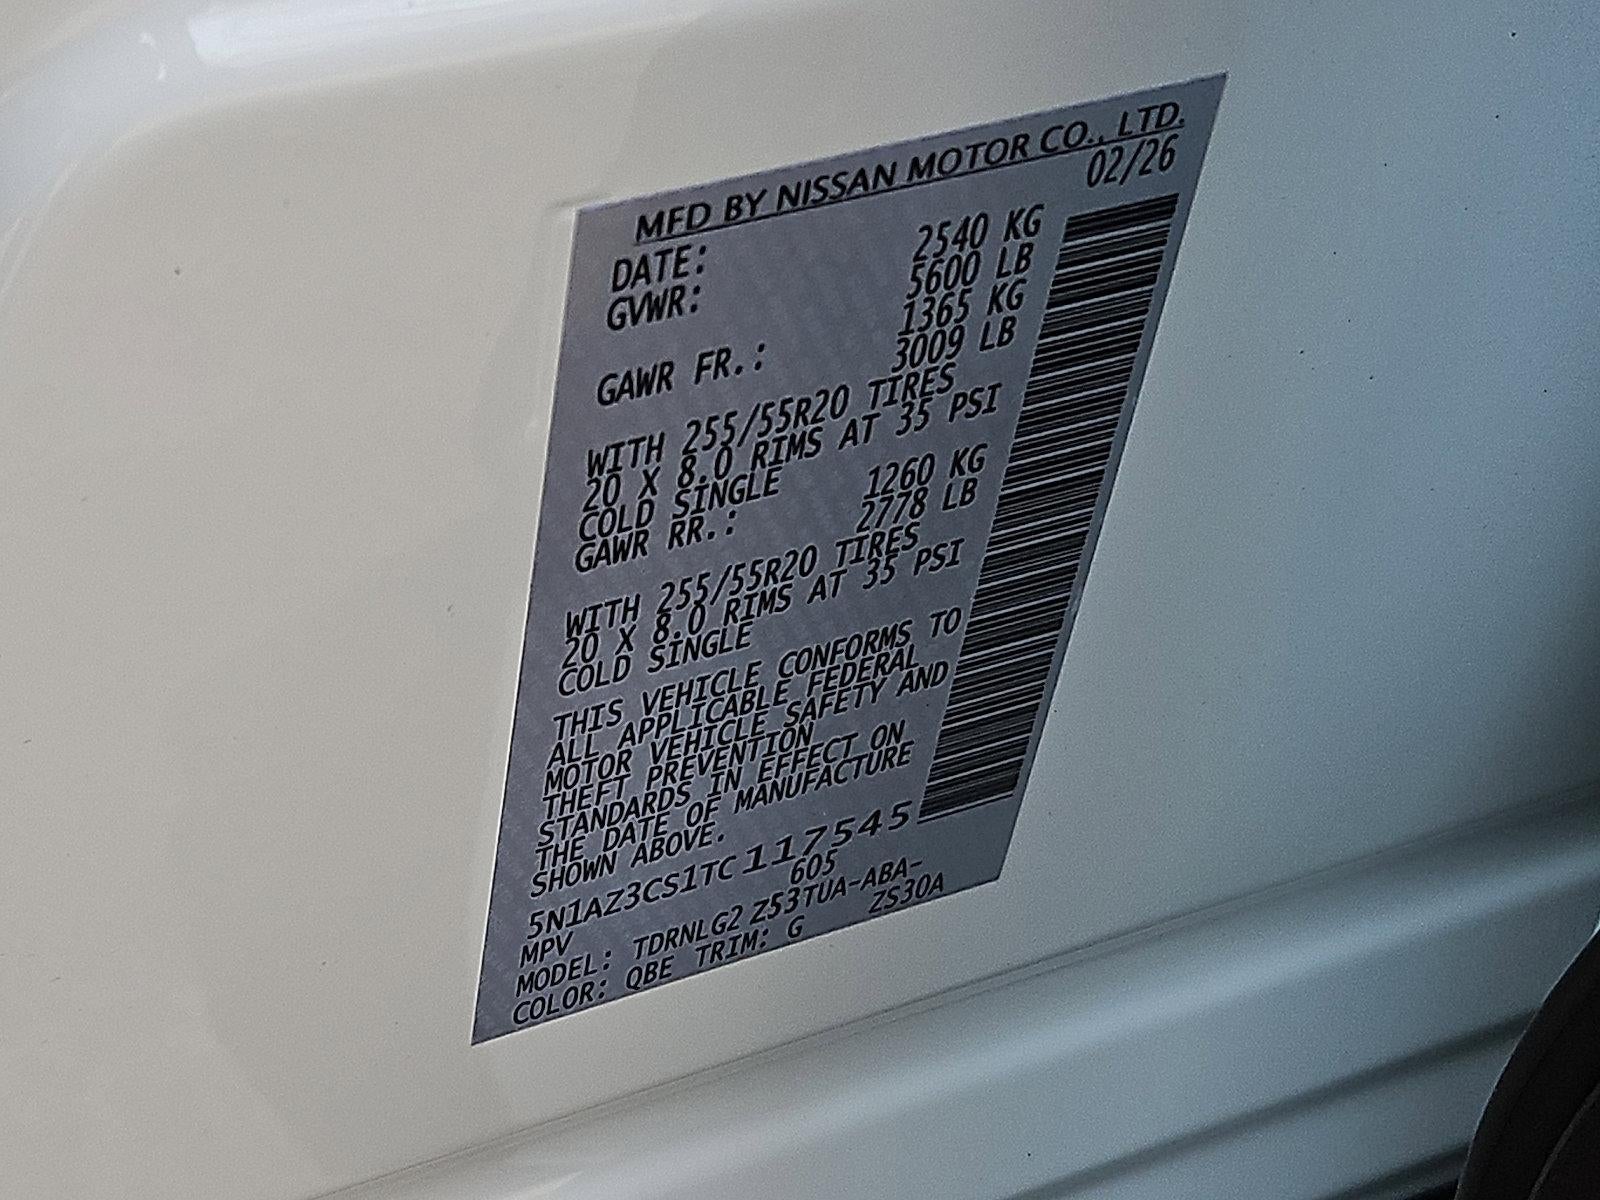 MFD BY NISSAN MOTOR CO., LTD.
DATE: 02/26
GVWR: 2540 KG
5600 LB
GAWR FR.: 1365 KG
3009 LB
WITH 255/55R20 TIRES
20 X 8.0 RIMS AT 35 PSI
COLD SINGLE
GAWR RR.: 1260 KG
2778 LB
WITH 255/55R20 TIRES
20 X 8.0 RIMS AT 35 PSI
COLD SINGLE
THIS VEHICLE CONFORMS TO
ALL APPLICABLE FEDERAL
MOTOR VEHICLE SAFETY AND
THEFT PREVENTION
STANDARDS IN EFFECT ON
THE DATE OF MANUFACTURE
SHOWN ABOVE.
5N1AZ3CS1TC117545
MPV 605
MODEL: TDRNLG2 Z53TUA-ABA-
COLOR: QBE TRIM: G ZS30A